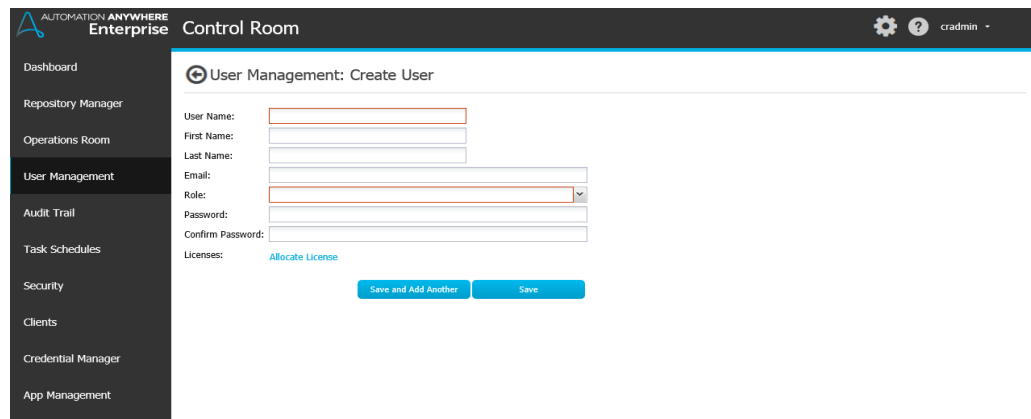 AUTOMATION ANYWHERE
Enterprise
Control Room
cradmin
Dashboard
Repository Manager
Operations Room
User Management
Audit Trail
Task Schedules
Security
Clients
Credential Manager
App Management
User Management: Create User
User Name:
First Name:
Last Name:
Email:
Role:
Password:
Confirm Password:
Licenses:
Allocate License
Save and Add Another
Save